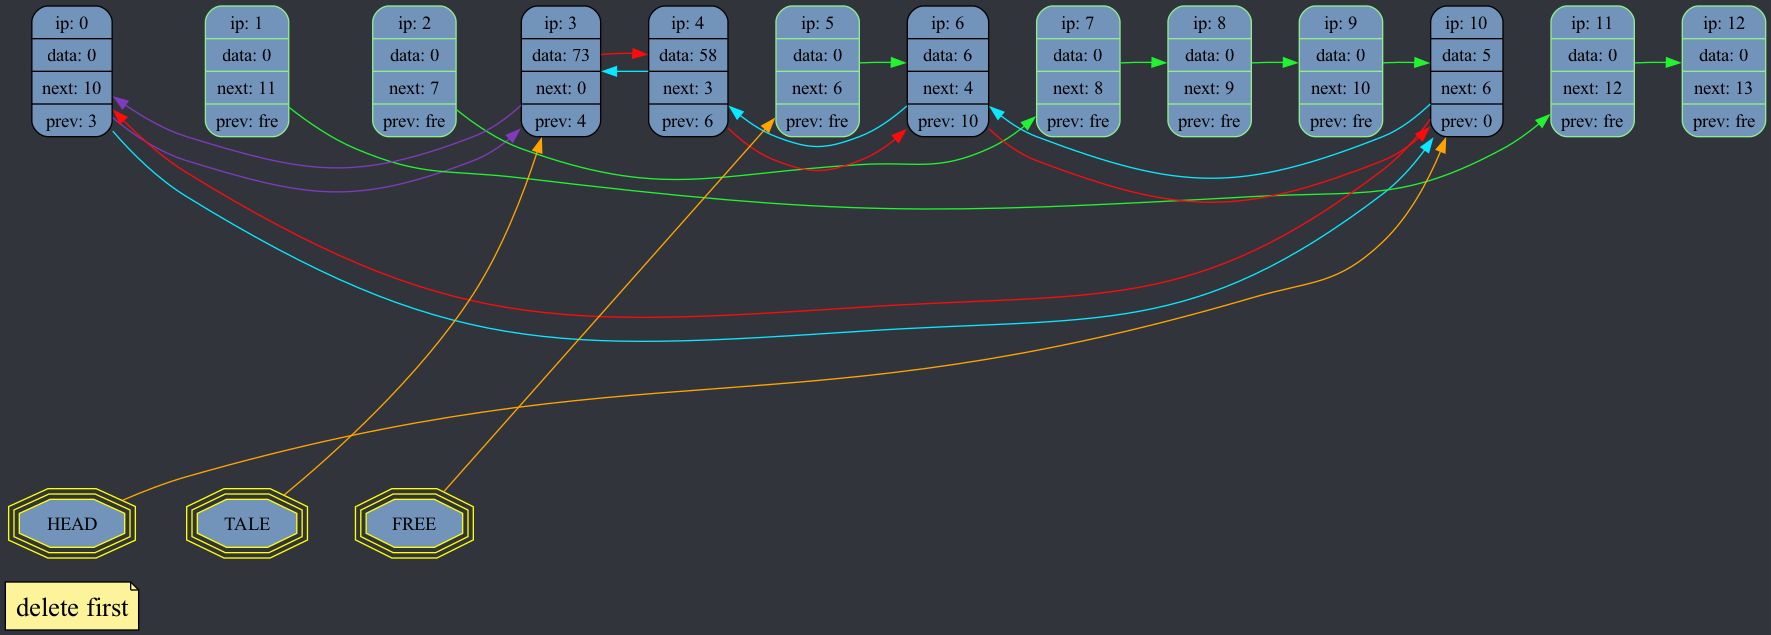 ip: 0
data: 0
next: 10
prev: 3
ip: 1
data: 0
next: 11
prev: fre
ip: 2
data: 0
next: 7
prev: fre
ip: 3
data: 73
next: 0
prev: 4
ip: 4
data: 58
next: 3
prev: 6
ip: 5
data: 0
next: 6
prev: fre
ip: 6
data: 6
next: 4
prev: 10
ip: 7
data: 0
next: 8
prev: fre
ip: 8
data: 0
next: 9
prev: fre
ip: 9
data: 0
next: 10
prev: fre
ip: 10
data: 5
next: 6
prev: 0
ip: 11
data: 0
next: 12
prev: fre
ip: 12
data: 0
next: 13
prev: fre
HEAD
TALE
FREE
delete first